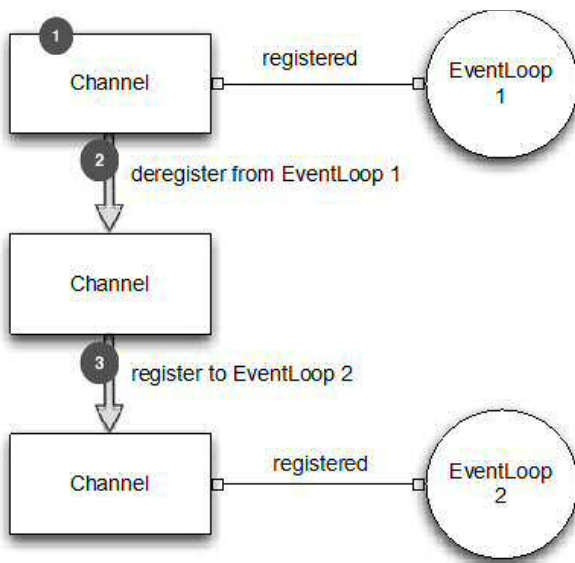 1
Channel
registered
EventLoop
1
2
deregister from EventLoop 1
Channel
3
register to EventLoop 2
Channel
registered
EventLoop
2